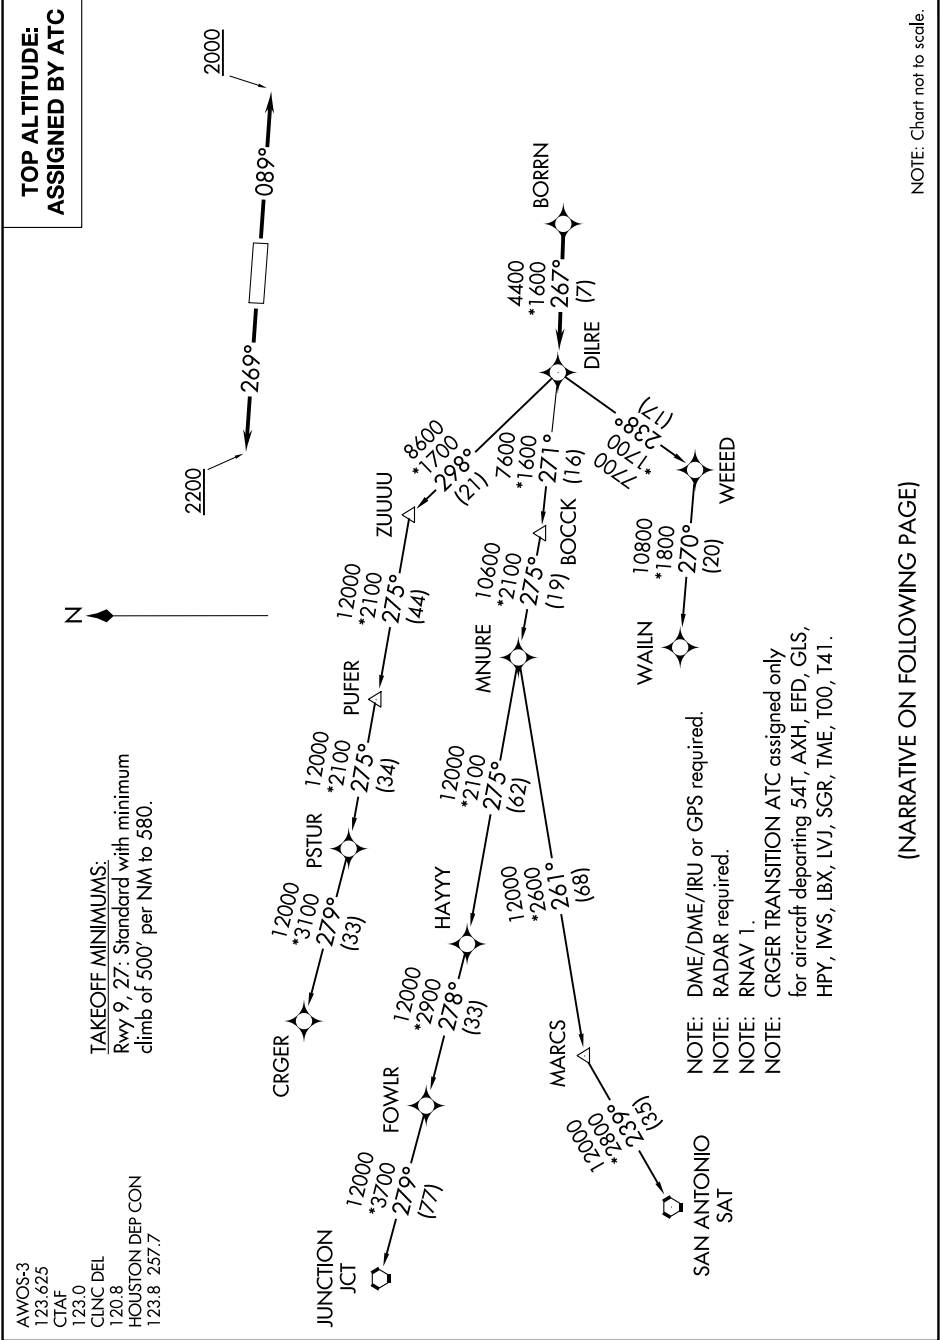 TOP ALTITUDE:
ASSIGNED BY ATC
AWOS-3
123.625
CTAF
123.0
CLNC DEL
120.8
HOUSTON DEP CON
123.8 257.7
TAKEOFF MINIMUMS:
Rwy 9, 27: Standard with minimum
climb of 500' per NM to 580.
N
2200
269°
089°
2000
CRGER
12000
*3100
279°
(33)
PSTUR
12000
*2100
275°
(34)
PUFER
12000
*2100
275°
(44)
ZUUUU
8600
*1700
298°
(21)
JUNCTION
JCT
12000
*3700
279°
(77)
FOWLR
12000
*2900
278°
(33)
HAYYY
12000
*2100
275°
(62)
MNURE
10600
*2100
275°
(19)
BOCCK
7600
*1600
271°
(16)
DILRE
4400
*1600
267°
(7)
BORRN
SAN ANTONIO
SAT
12000
*2800
239°
(35)
MARCS
12000
*2600
261°
(68)
WAILN
10800
*1800
270°
(20)
WEEED
7700
*1700
238°
(17)
NOTE: DME/DME/IRU or GPS required.
NOTE: RADAR required.
NOTE: RNAV 1.
NOTE: CRGER TRANSITION ATC assigned only
for aircraft departing 54T, AXH, EFD, GLS,
HPY, IWS, LBX, LVJ, SGR, TME, T00, T41.
(NARRATIVE ON FOLLOWING PAGE)
NOTE: Chart not to scale.